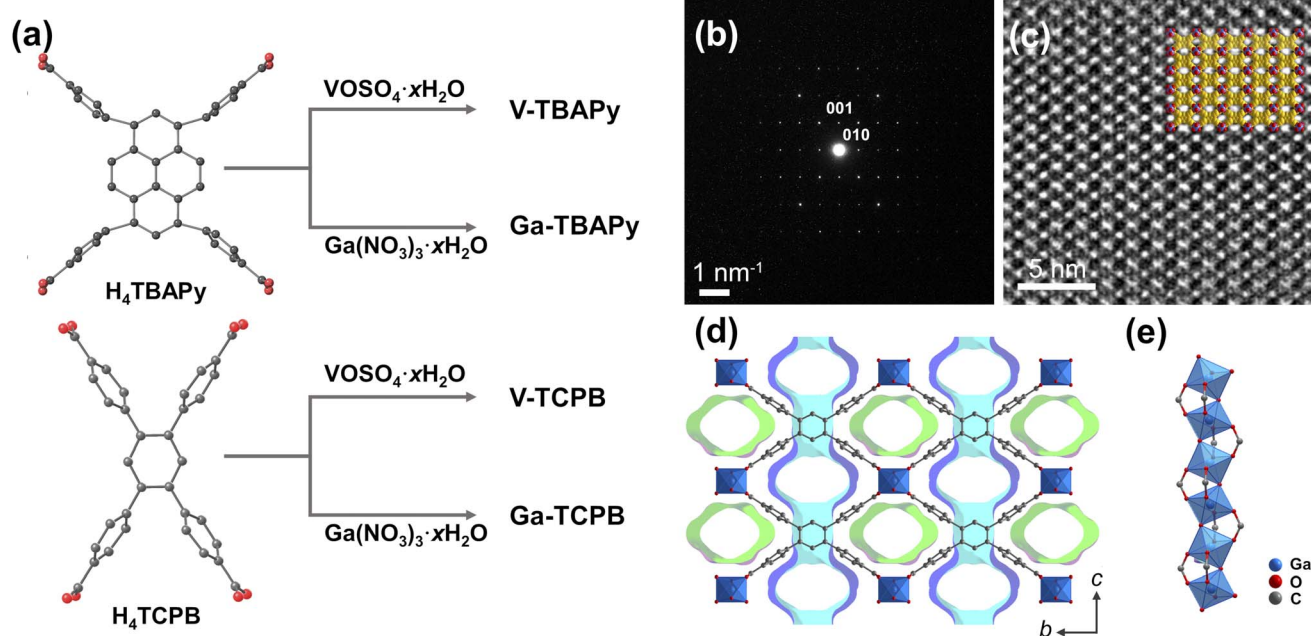 (a)
VOSO₄·xH₂O
V-TBAPy
Ga-TBAPy
Ga(NO₃)₃·xH₂O
H₄TBAPy
VOSO₄·xH₂O
V-TCPB
Ga-TCPB
Ga(NO₃)₃·xH₂O
H₄TCPB
(b)
001
010
1 nm⁻¹
(c)
5 nm
(d)
c
b
(e)
Ga
O
C